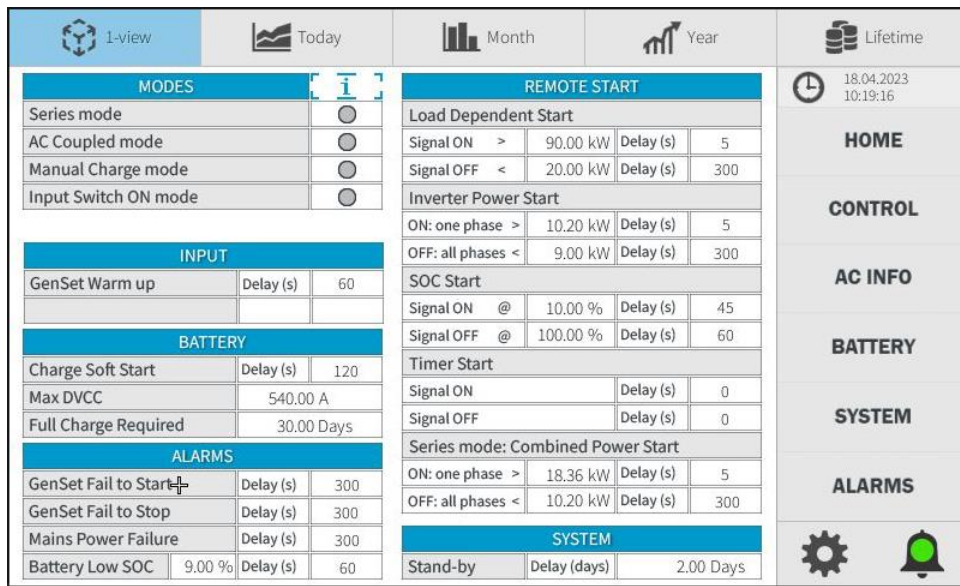 1-view Today Month Year Lifetime
18.04.2023
10:19:16
HOME
CONTROL
AC INFO
BATTERY
SYSTEM
ALARMS
MODES i
Series mode
AC Coupled mode
Manual Charge mode
Input Switch ON mode
INPUT
GenSet Warm up Delay (s) 60
BATTERY
Charge Soft Start Delay (s) 120
Max DVCC 540.00 A
Full Charge Required 30.00 Days
ALARMS
GenSet Fail to Start Delay (s) 300
GenSet Fail to Stop Delay (s) 300
Mains Power Failure Delay (s) 300
Battery Low SOC 9.00 % Delay (s) 60
REMOTE START
Load Dependent Start
Signal ON > 90.00 kW Delay (s) 5
Signal OFF < 20.00 kW Delay (s) 300
Inverter Power Start
ON: one phase > 10.20 kW Delay (s) 5
OFF: all phases < 9.00 kW Delay (s) 300
SOC Start
Signal ON @ 10.00 % Delay (s) 45
Signal OFF @ 100.00 % Delay (s) 60
Timer Start
Signal ON Delay (s) 0
Signal OFF Delay (s) 0
Series mode: Combined Power Start
ON: one phase > 18.36 kW Delay (s) 5
OFF: all phases < 10.20 kW Delay (s) 300
SYSTEM
Stand-by Delay (days) 2.00 Days